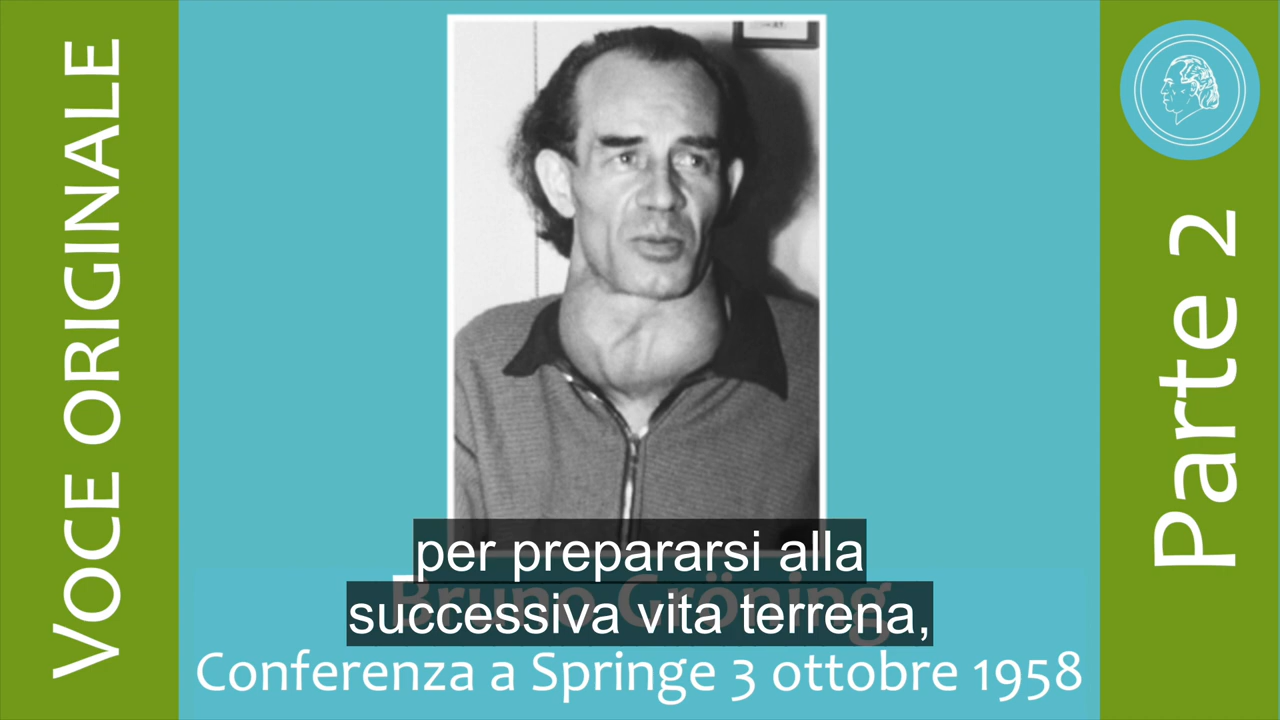 VOCE ORIGINALE
per prepararsi alla
successiva vita terrena,
Bruno Gröning
Conferenza a Springe 3 ottobre 1958
Parte 2